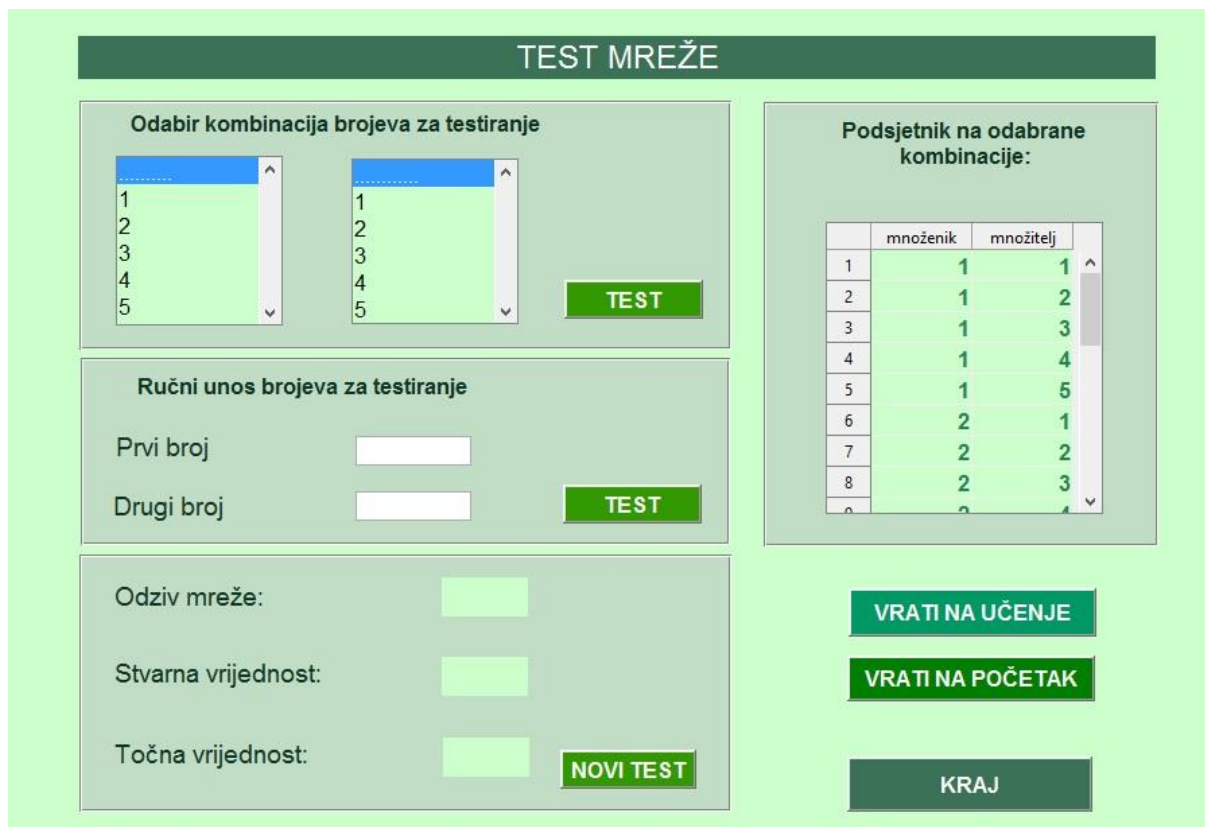 TEST MREŽE
Odabir kombinacija brojeva za testiranje
..........
1
2
3
4
5
............
1
2
3
4
5
TEST
Ručni unos brojeva za testiranje
Prvi broj
Drugi broj
TEST
Odziv mreže:
Stvarna vrijednost:
Točna vrijednost:
NOVI TEST
Podsjetnik na odabrane
kombinacije:
množenik množitelj
1 1 1
2 1 2
3 1 3
4 1 4
5 1 5
6 2 1
7 2 2
8 2 3
VRATI NA UČENJE
VRATI NA POČETAK
KRAJ